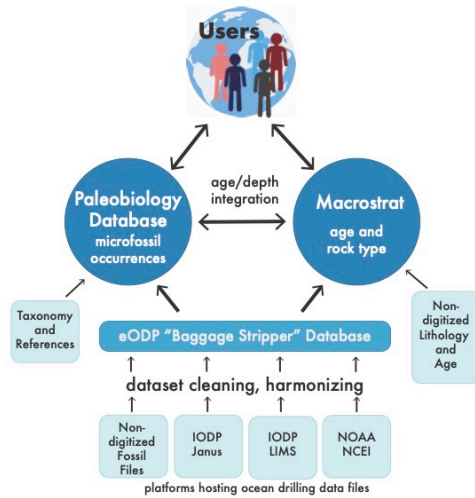 Users
age/depth
integration
Paleobiology
Database
microfossil
occurrences
Macrostrat
age and
rock type
Taxonomy
and
References
Non-
digitized
Lithology
and
Age
eODP “Baggage Stripper” Database
dataset cleaning, harmonizing
Non-
digitized
Fossil
Files
IODP
Janus
IODP
LIMS
NOAA
NCEI
platforms hosting ocean drilling data files